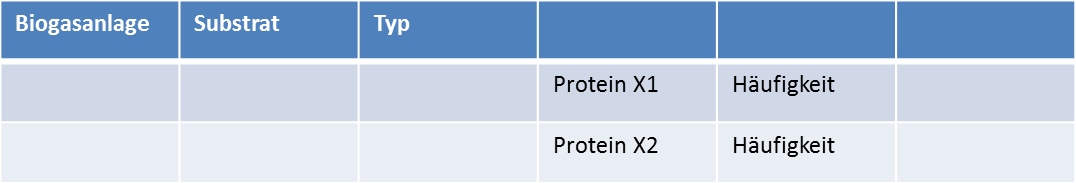 Biogasanlage Substrat Typ
Protein X1 Häufigkeit
Protein X2 Häufigkeit